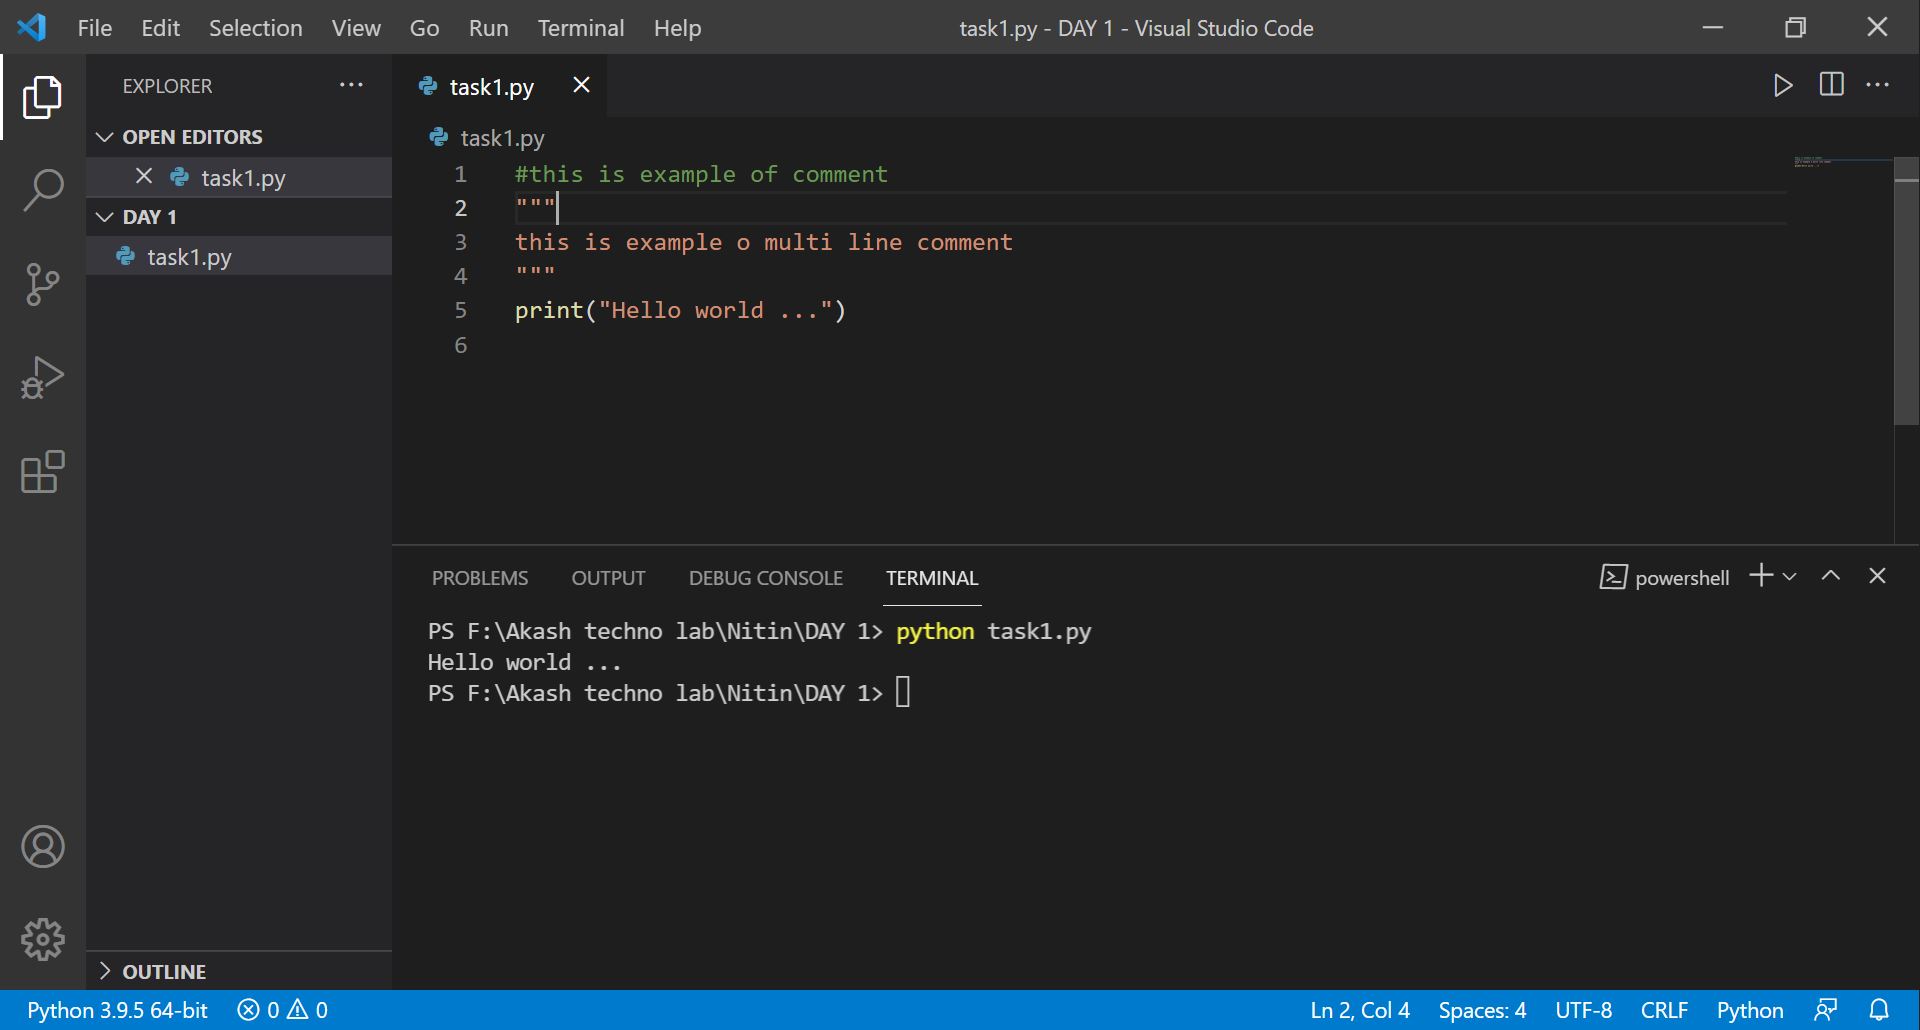 File Edit Selection View Go Run Terminal Help task1.py - DAY 1 - Visual Studio Code
EXPLORER
OPEN EDITORS
task1.py
DAY 1
task1.py
OUTLINE
task1.py
task1.py
1 #this is example of comment
2 """
3 this is example o multi line comment
4 """
5 print("Hello world ...")
6
PROBLEMS OUTPUT DEBUG CONSOLE TERMINAL powershell
PS F:\Akash techno lab\Nitin\DAY 1> python task1.py
Hello world ...
PS F:\Akash techno lab\Nitin\DAY 1>
Python 3.9.5 64-bit 0 0 Ln 2, Col 4 Spaces: 4 UTF-8 CRLF Python